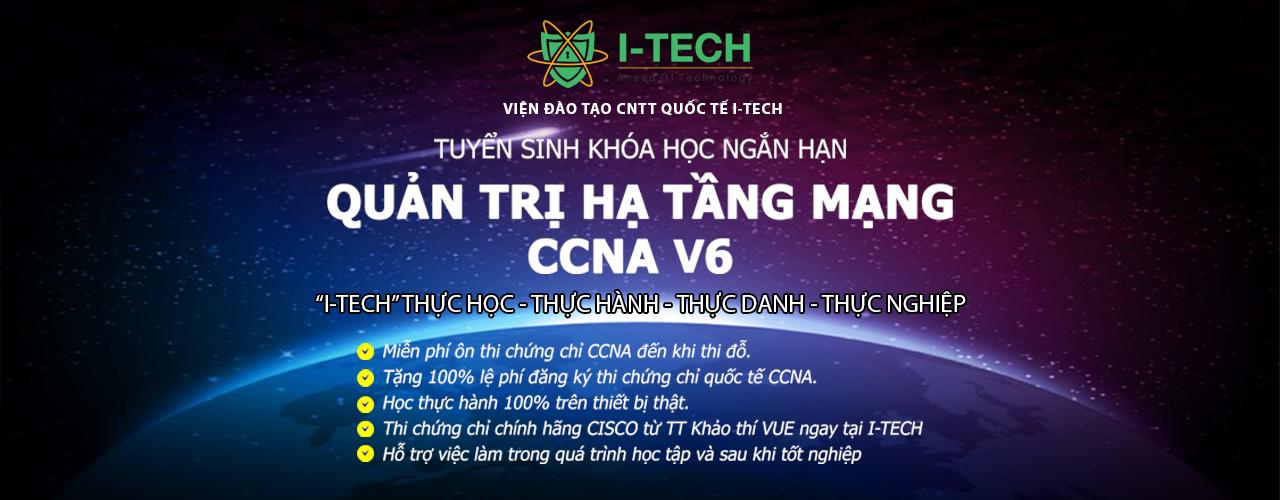 I-TECH
Ahead Of Technology
VIỆN ĐÀO TẠO CNTT QUỐC TẾ I-TECH
TUYỂN SINH KHÓA HỌC NGẮN HẠN
QUẢN TRỊ HẠ TẦNG MẠNG
CCNA V6
“I-TECH” THỰC HỌC - THỰC HÀNH - THỰC DANH - THỰC NGHIỆP
Miễn phí ôn thi chứng chỉ CCNA đến khi thi đỗ.
Tặng 100% lệ phí đăng ký thi chứng chỉ quốc tế CCNA.
Học thực hành 100% trên thiết bị thật.
Thi chứng chỉ chính hãng CISCO từ TT Khảo thí VUE ngay tại I-TECH
Hỗ trợ việc làm trong quá trình học tập và sau khi tốt nghiệp